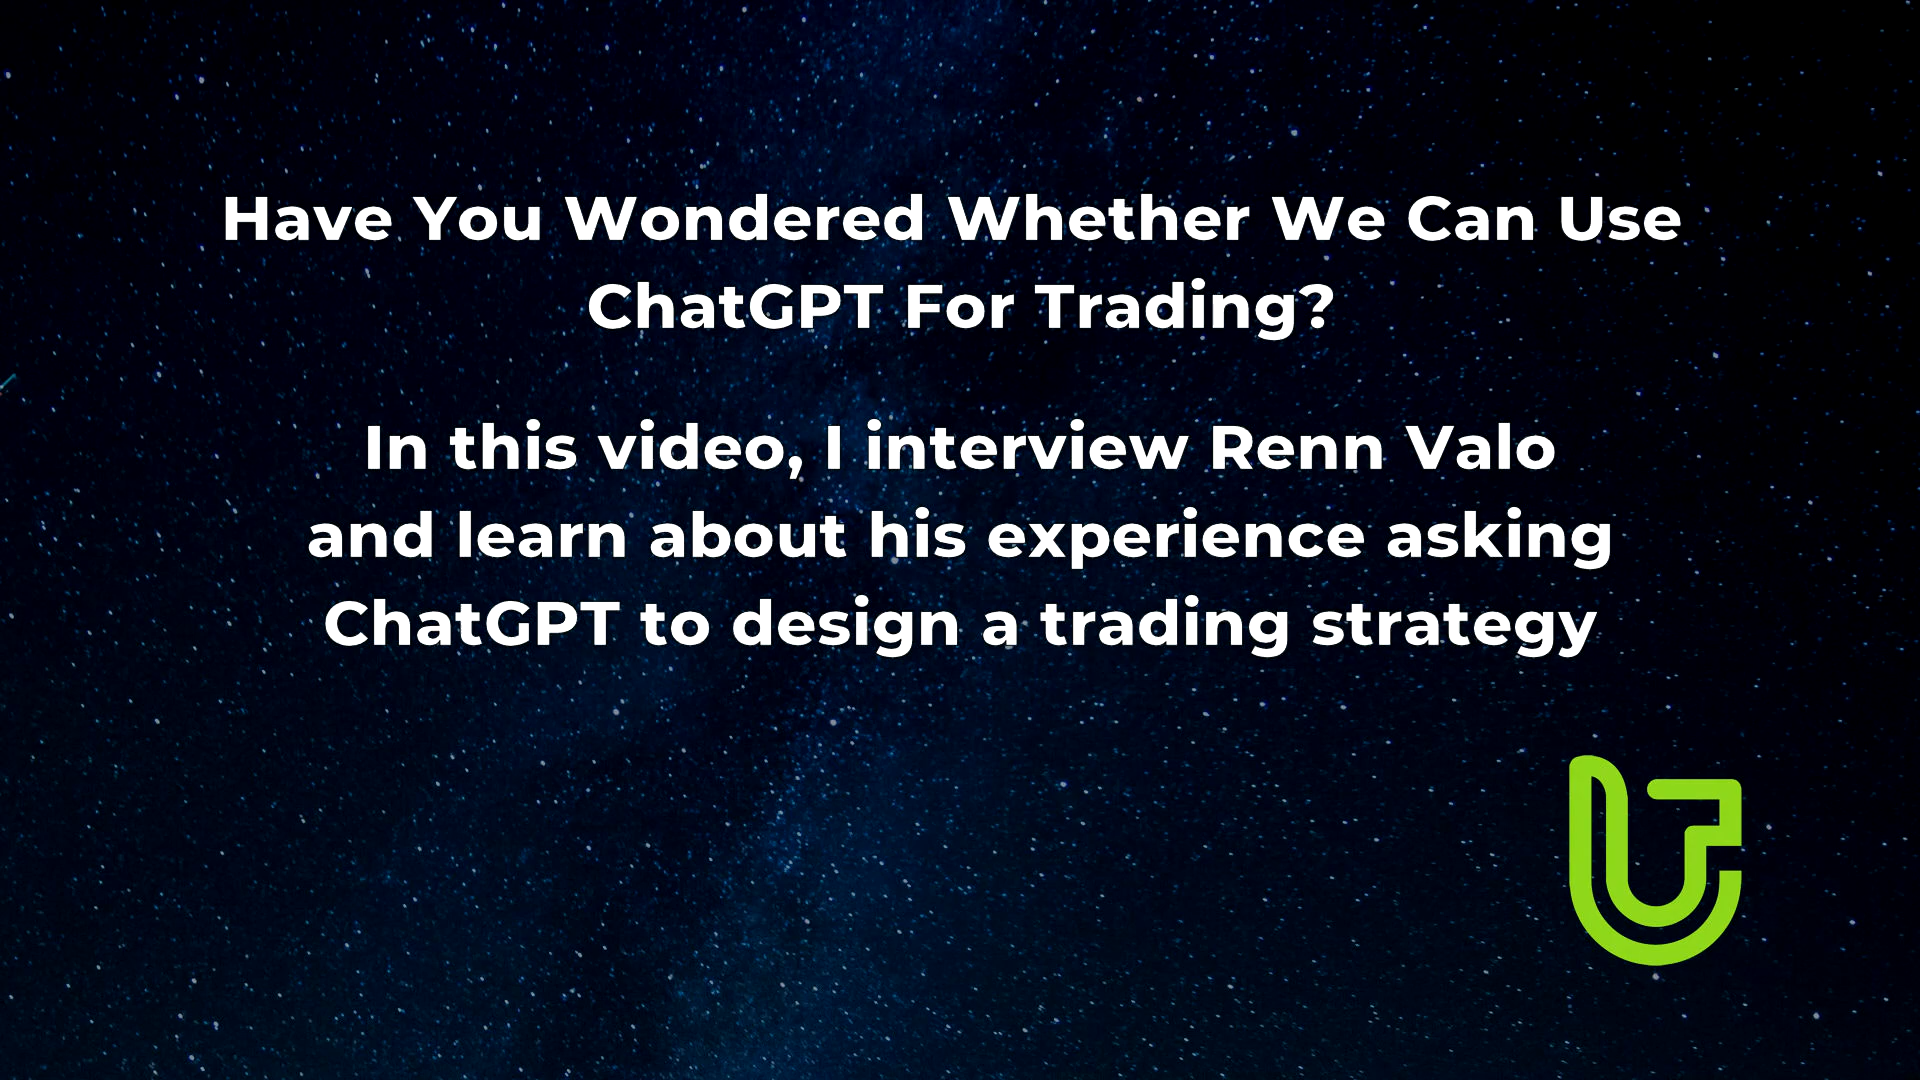 Have You Wondered Whether We Can Use
ChatGPT For Trading?
In this video, I interview Renn Valo
and learn about his experience asking
ChatGPT to design a trading strategy